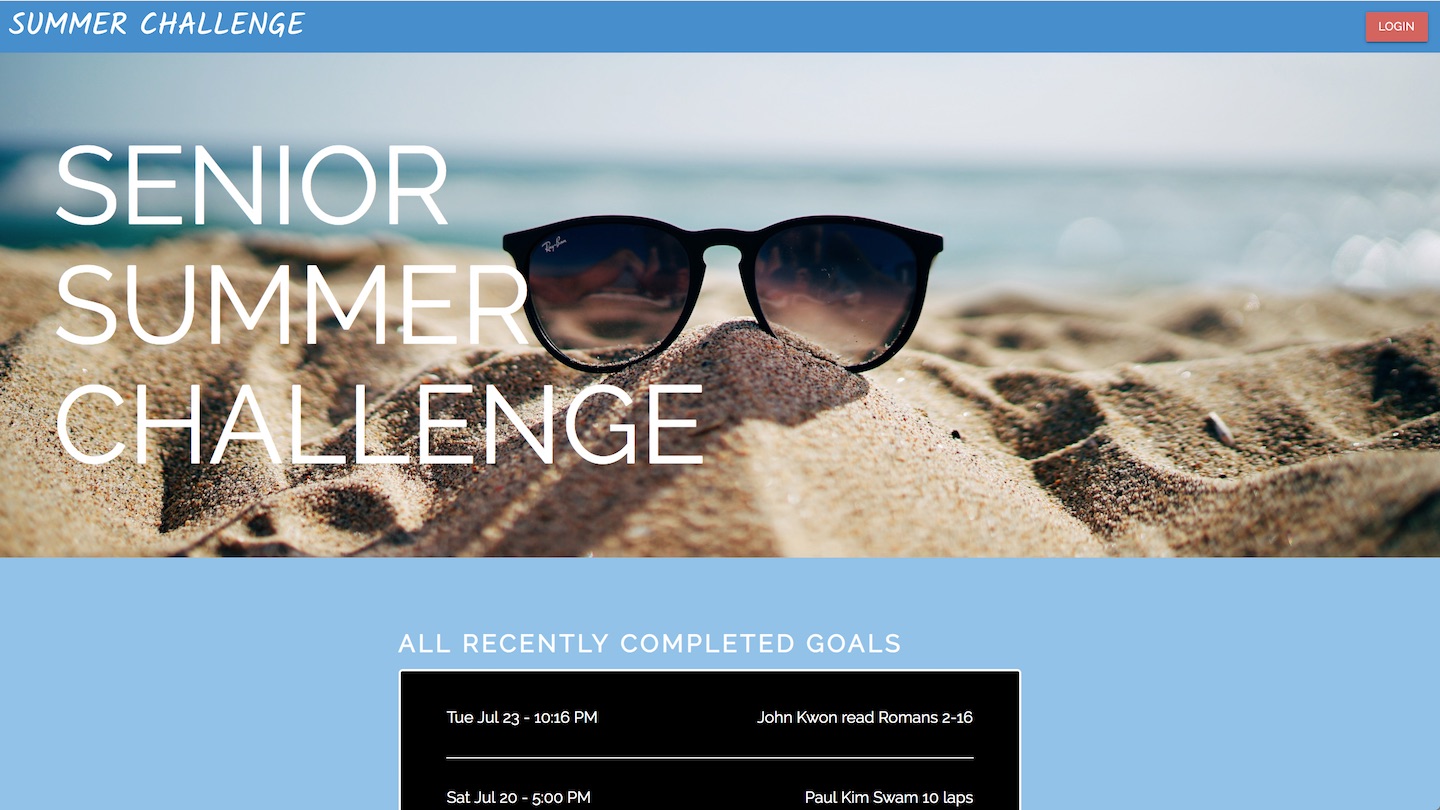 SUMMER CHALLENGE
LOGIN
SENIOR
SUMMER
CHALLENGE
Ray-Ban
ALL RECENTLY COMPLETED GOALS
Tue Jul 23 - 10:16 PM
John Kwon read Romans 2-16
Sat Jul 20 - 5:00 PM
Paul Kim Swam 10 laps